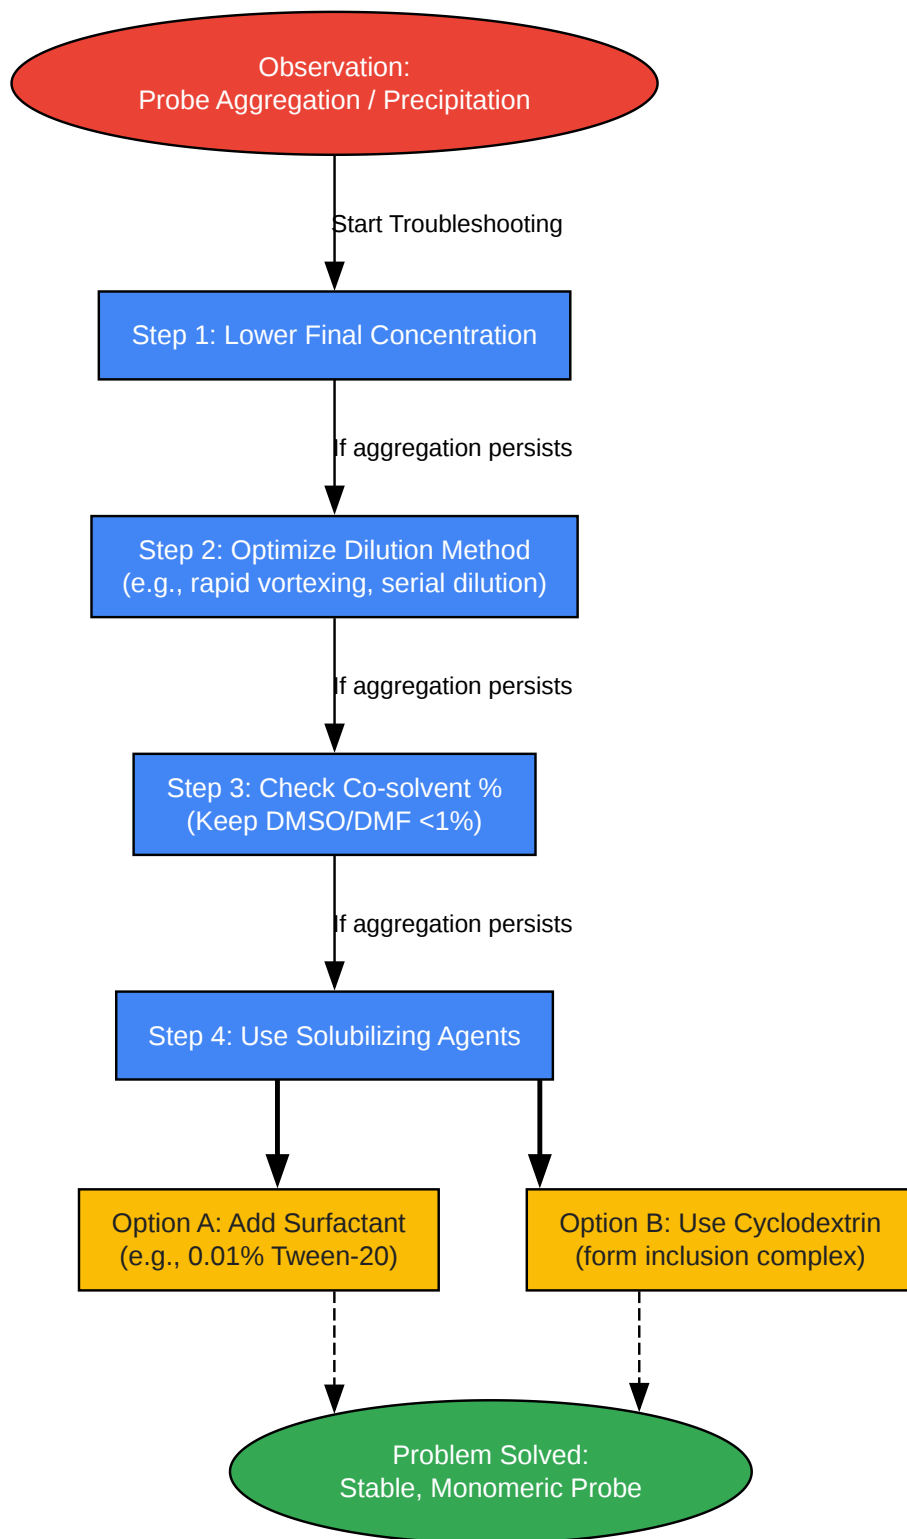 Observation:
Probe Aggregation / Precipitation
Start Troubleshooting
Step 1: Lower Final Concentration
If aggregation persists
Step 2: Optimize Dilution Method
(e.g., rapid vortexing, serial dilution)
If aggregation persists
Step 3: Check Co-solvent %
(Keep DMSO/DMF <1%)
If aggregation persists
Step 4: Use Solubilizing Agents
Option A: Add Surfactant
(e.g., 0.01% Tween-20)
Option B: Use Cyclodextrin
(form inclusion complex)
Problem Solved:
Stable, Monomeric Probe